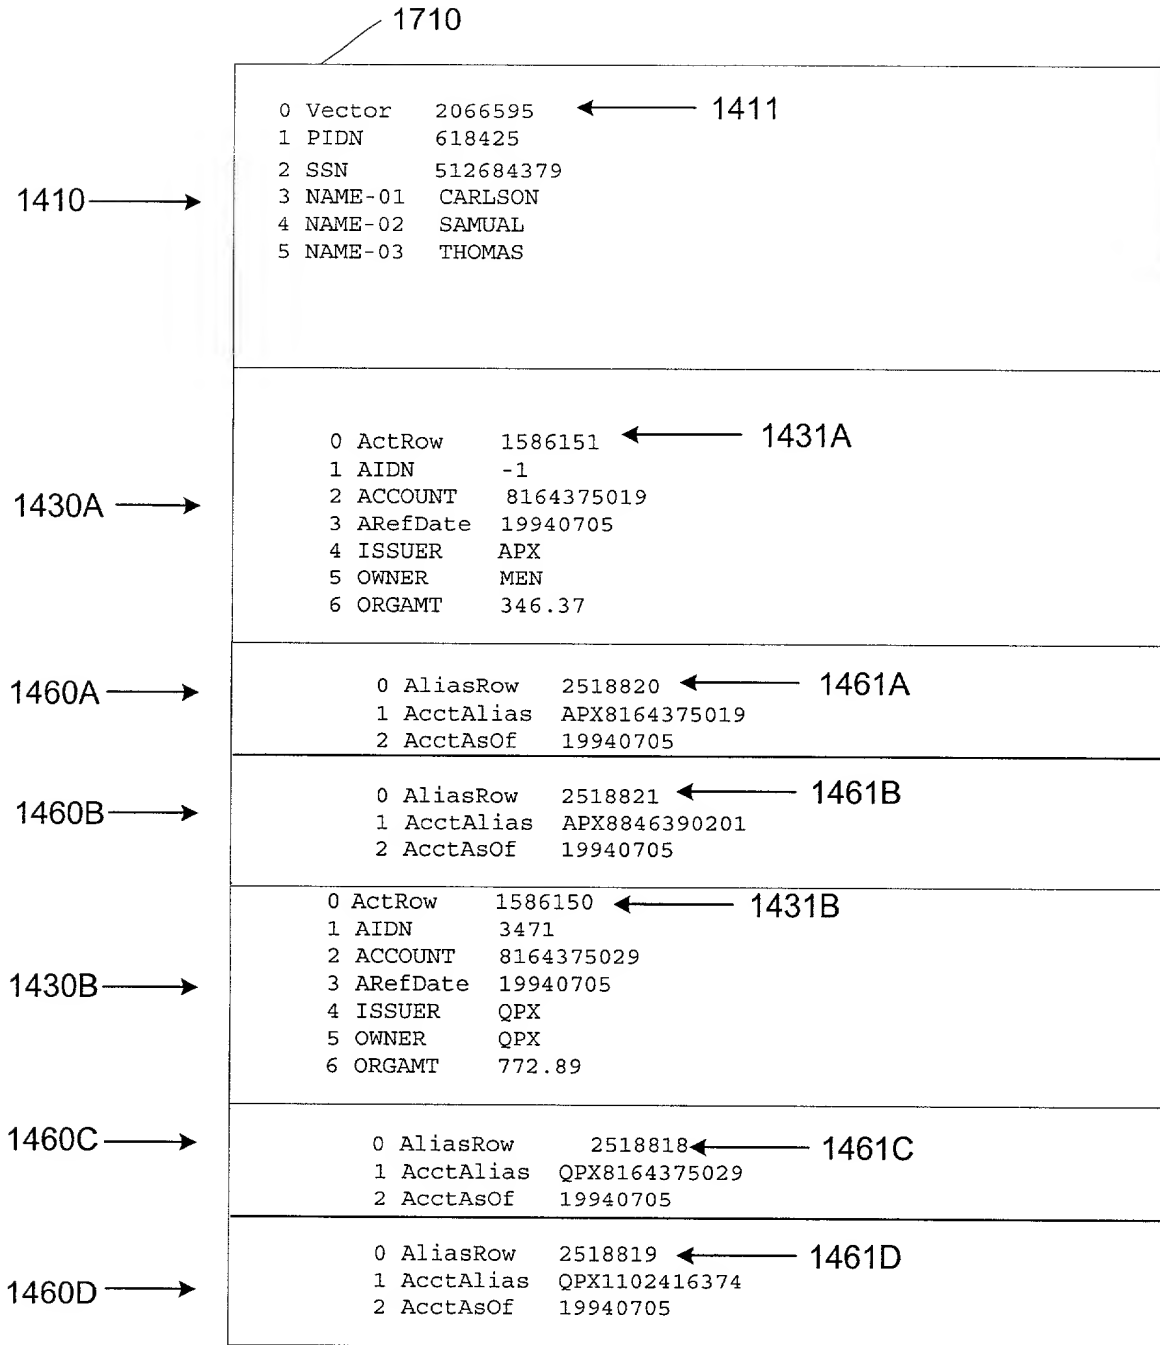 1710
0 Vector 2066595 1411
1 PIDN 618425
2 SSN 512684379
1410 3 NAME-01 CARLSON
4 NAME-02 SAMUAL
5 NAME-03 THOMAS
0 ActRow 1586151 1431A
1 AIDN -1
1430A 2 ACCOUNT 8164375019
3 ARefDate 19940705
4 ISSUER APX
5 OWNER MEN
6 ORGAMT 346.37
1460A 0 AliasRow 2518820 1461A
1 AcctAlias APX8164375019
2 AcctAsOf 19940705
0 AliasRow 2518821 1461B
1460B 1 AcctAlias APX8846390201
2 AcctAsOf 19940705
0 ActRow 1586150 1431B
1 AIDN 3471
2 ACCOUNT 8164375029
1430B 3 ARefDate 19940705
4 ISSUER QPX
5 OWNER QPX
6 ORGAMT 772.89
1460C 0 AliasRow 2518818 1461C
1 AcctAlias QPX8164375029
2 AcctAsOf 19940705
0 AliasRow 2518819 1461D
1460D 1 AcctAlias QPX1102416374
2 AcctAsOf 19940705